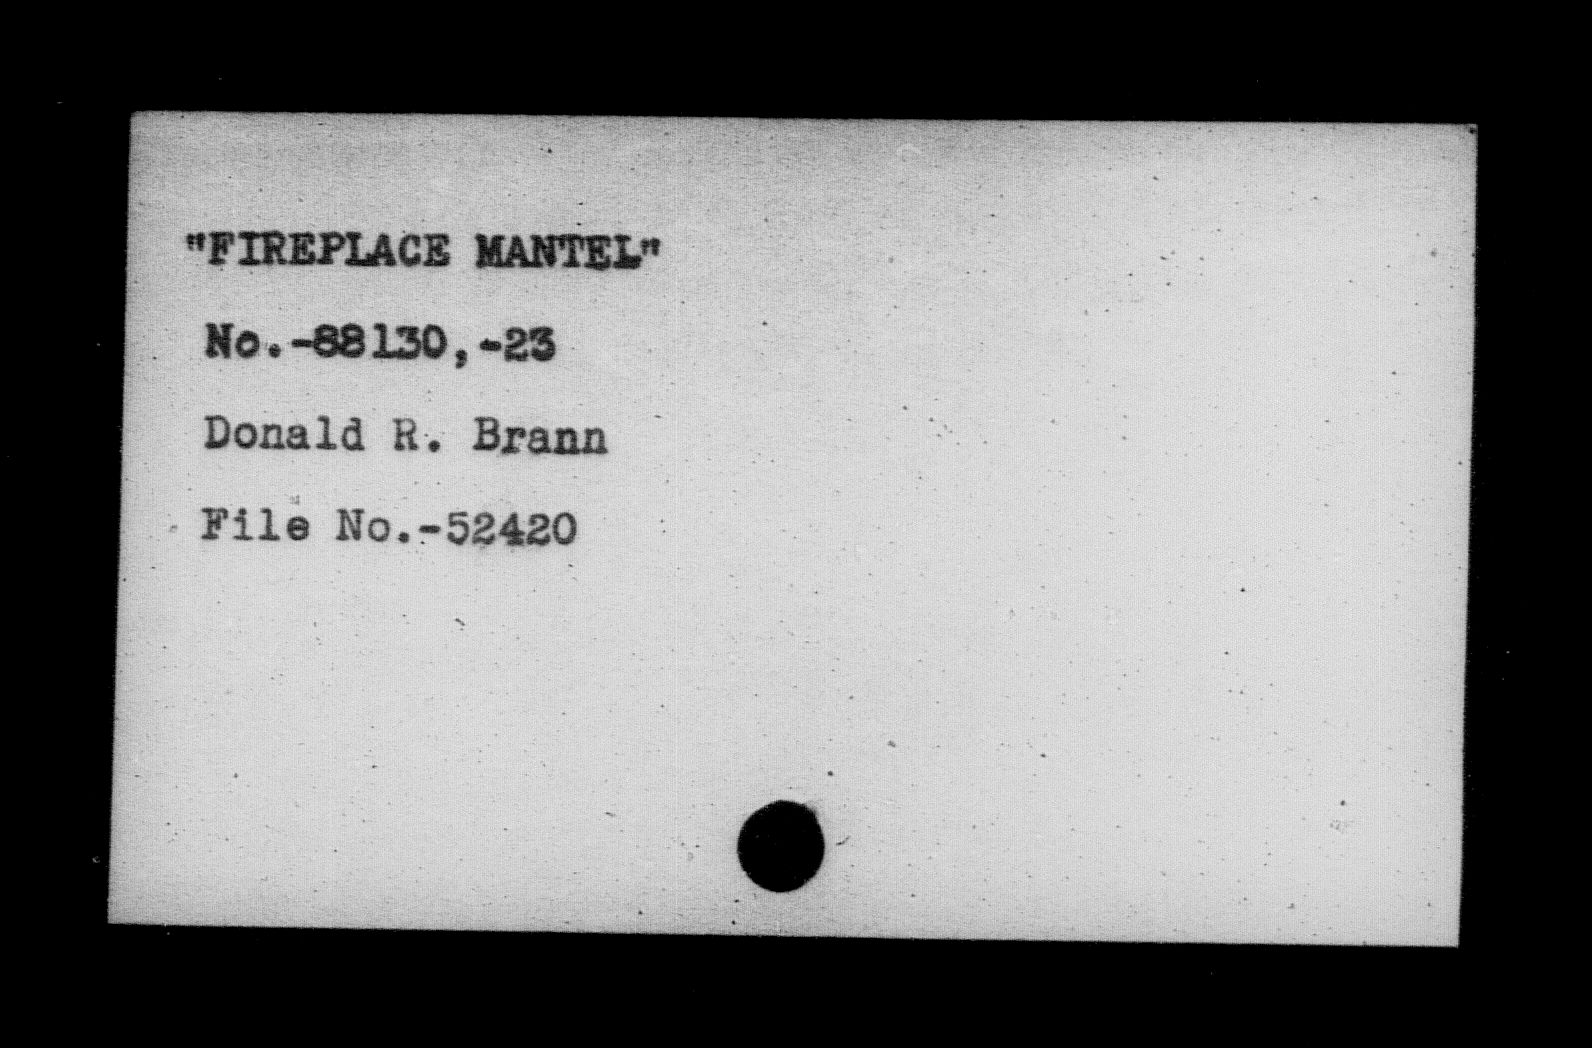 "FIREPLACE MANTEL"
No.-88130,-23
Donald R. Brann
File No.-52420